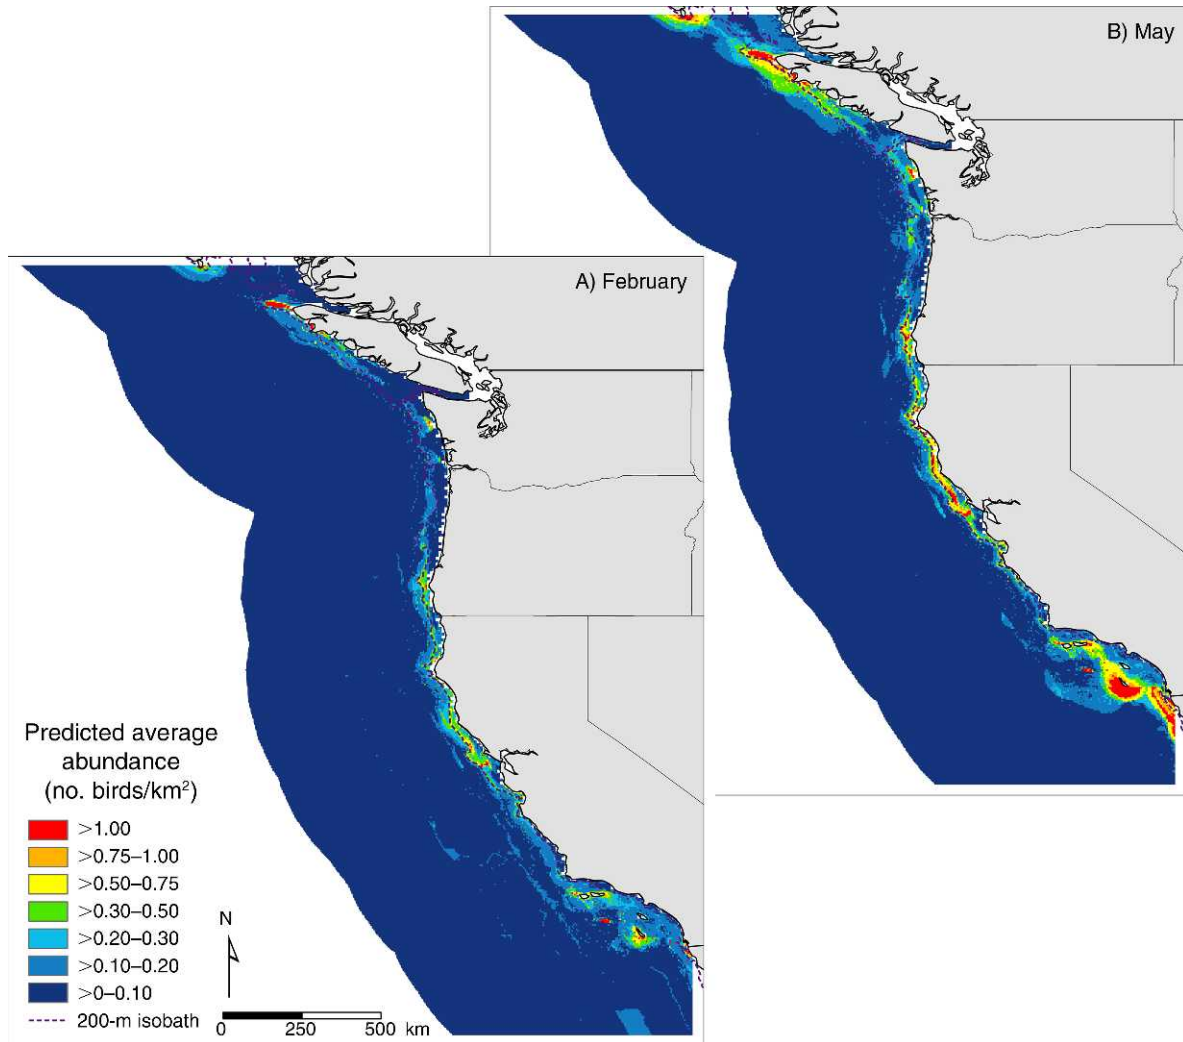 B) May
A) February
Predicted average
abundance
(no. birds/km²)
>1.00
>0.75–1.00
>0.50–0.75
>0.30–0.50
>0.20–0.30
>0.10–0.20
>0–0.10
200-m isobath
N
0 250 500 km